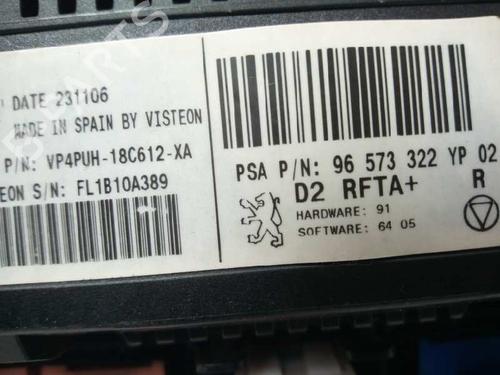 DATE 231106
MADE IN SPAIN BY VISTEON
P/N: VP4PUH-18C612-XA
EON S/N: FL1B10A389
PSA P/N: 96 573 322 YP 02
D2 RFTA+ R
HARDWARE: 91
SOFTWARE: 64 05